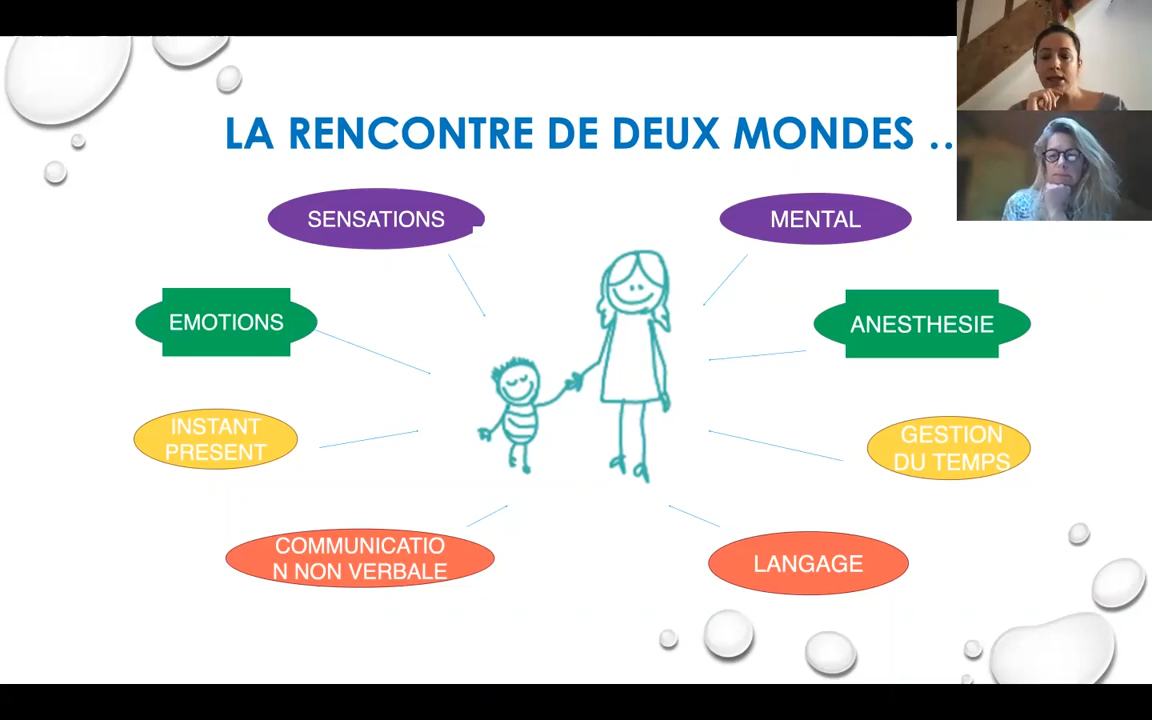 LA RENCONTRE DE DEUX MONDES ..
SENSATIONS
MENTAL
EMOTIONS
ANESTHESIE
INSTANT
PRESENT
GESTION
DU TEMPS
COMMUNICATIO
N NON VERBALE
LANGAGE